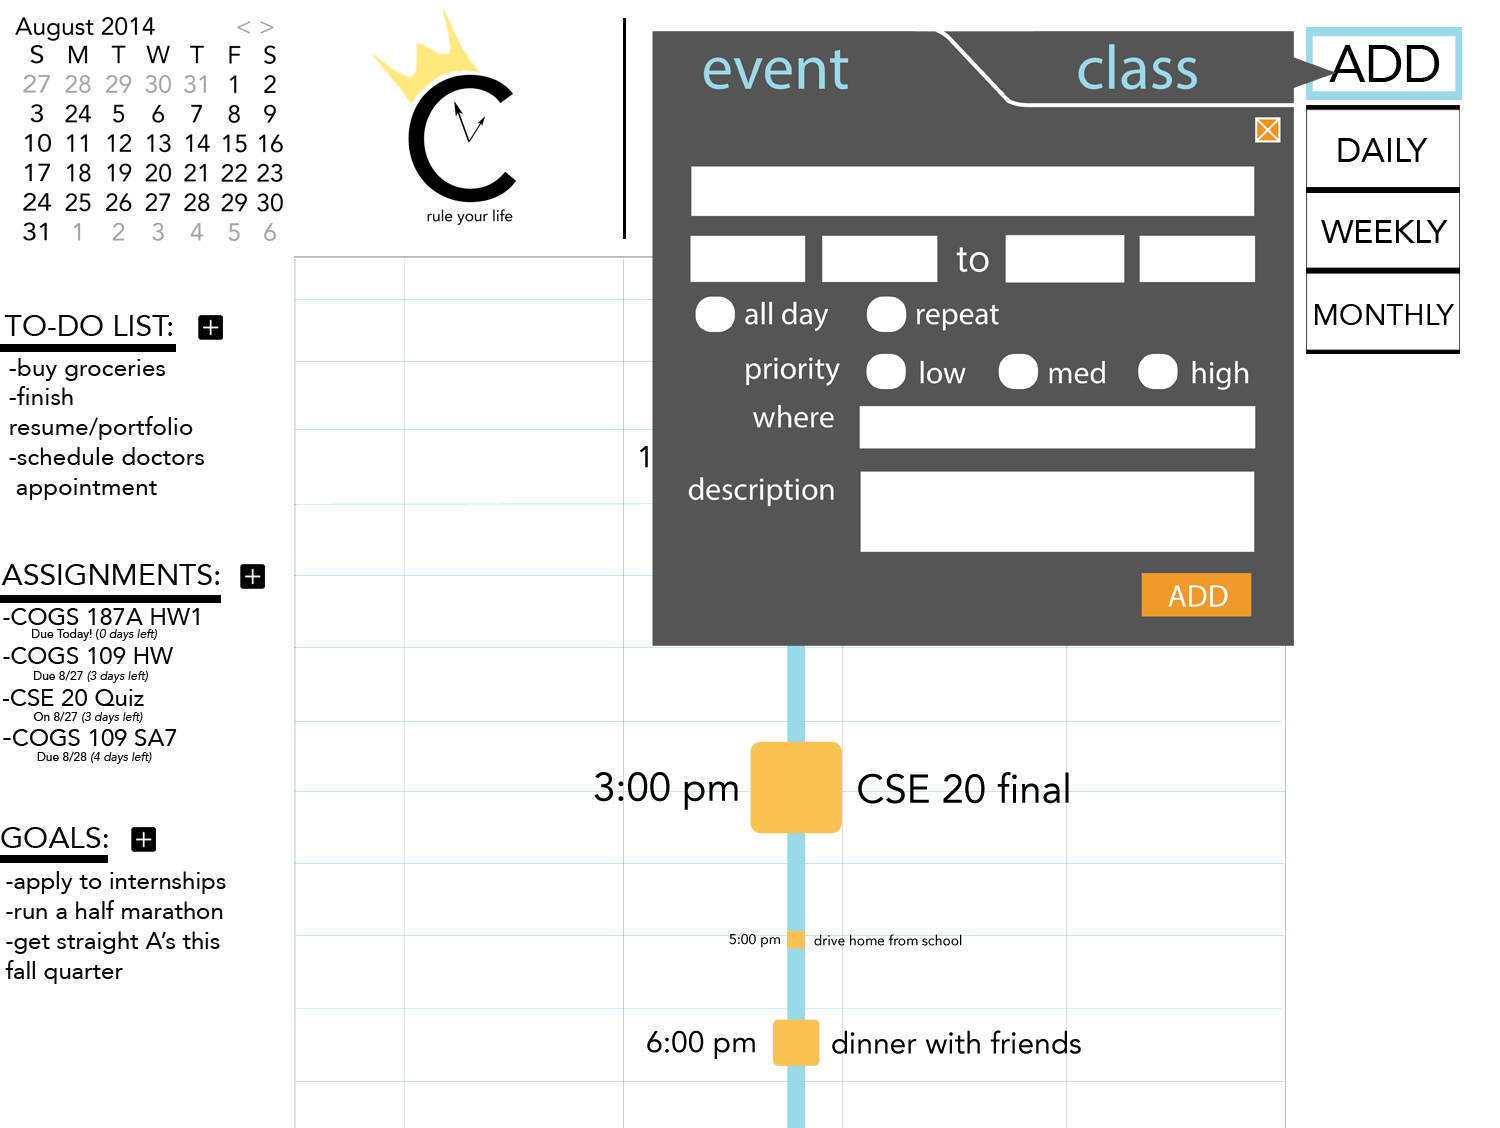 August 2014 < >
S M T W T F S
27 28 29 30 31 1 2
3 24 5 6 7 8 9
10 11 12 13 14 15 16
17 18 19 20 21 22 23
24 25 26 27 28 29 30
31 1 2 3 4 5 6
C
rule your life
event class
to
all day repeat
priority low med high
where
description
ADD
ADD
DAILY
WEEKLY
MONTHLY
TO-DO LIST: +
-buy groceries
-finish
resume/portfolio
-schedule doctors
appointment
ASSIGNMENTS: +
-COGS 187A HW1
Due Today! (0 days left)
-COGS 109 HW
Due 8/27 (3 days left)
-CSE 20 Quiz
On 8/27 (3 days left)
-COGS 109 SA7
Due 8/28 (4 days left)
GOALS: +
-apply to internships
-run a half marathon
-get straight A's this
fall quarter
1
3:00 pm CSE 20 final
5:00 pm drive home from school
6:00 pm dinner with friends